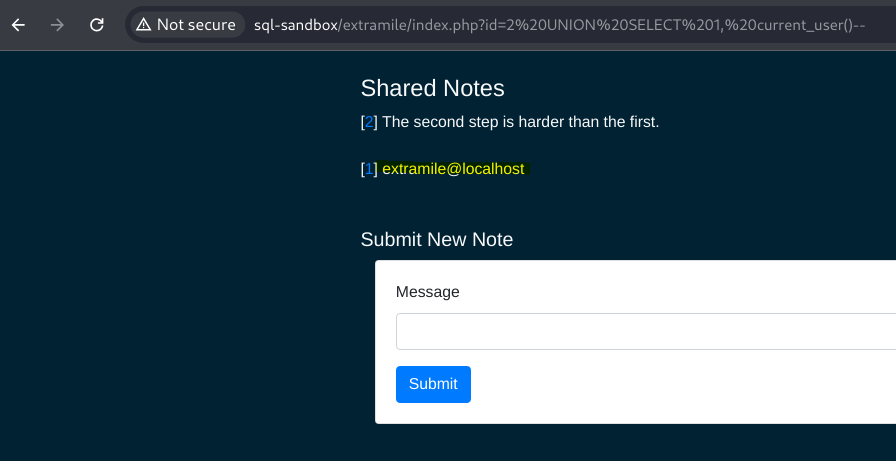 Not secure sql-sandbox/extramile/index.php?id=2%20UNION%20SELECT%201,%20current_user()--
Shared Notes
[2] The second step is harder than the first.
[1] extramile@localhost
Submit New Note
Message
Submit